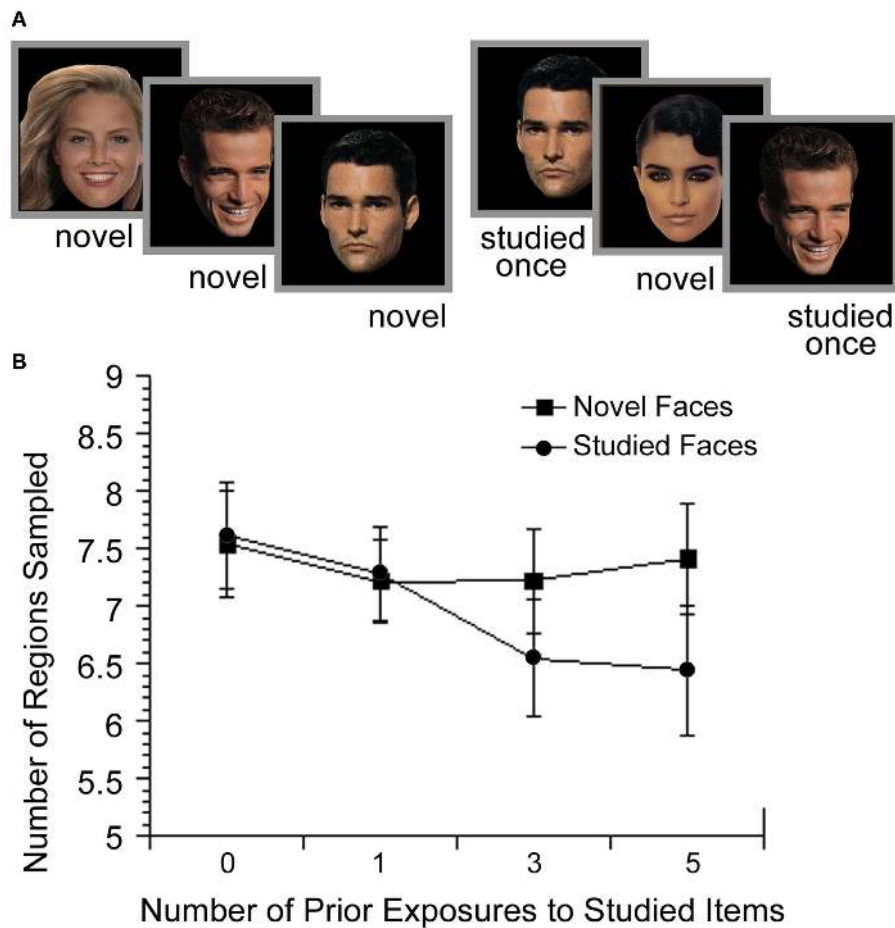 A
novel
novel
novel
studied
once
novel
studied
once
B
Number of Regions Sampled
9
8.5
8
7.5
7
6.5
6
5.5
5
Novel Faces
Studied Faces
0 1 3 5
Number of Prior Exposures to Studied Items